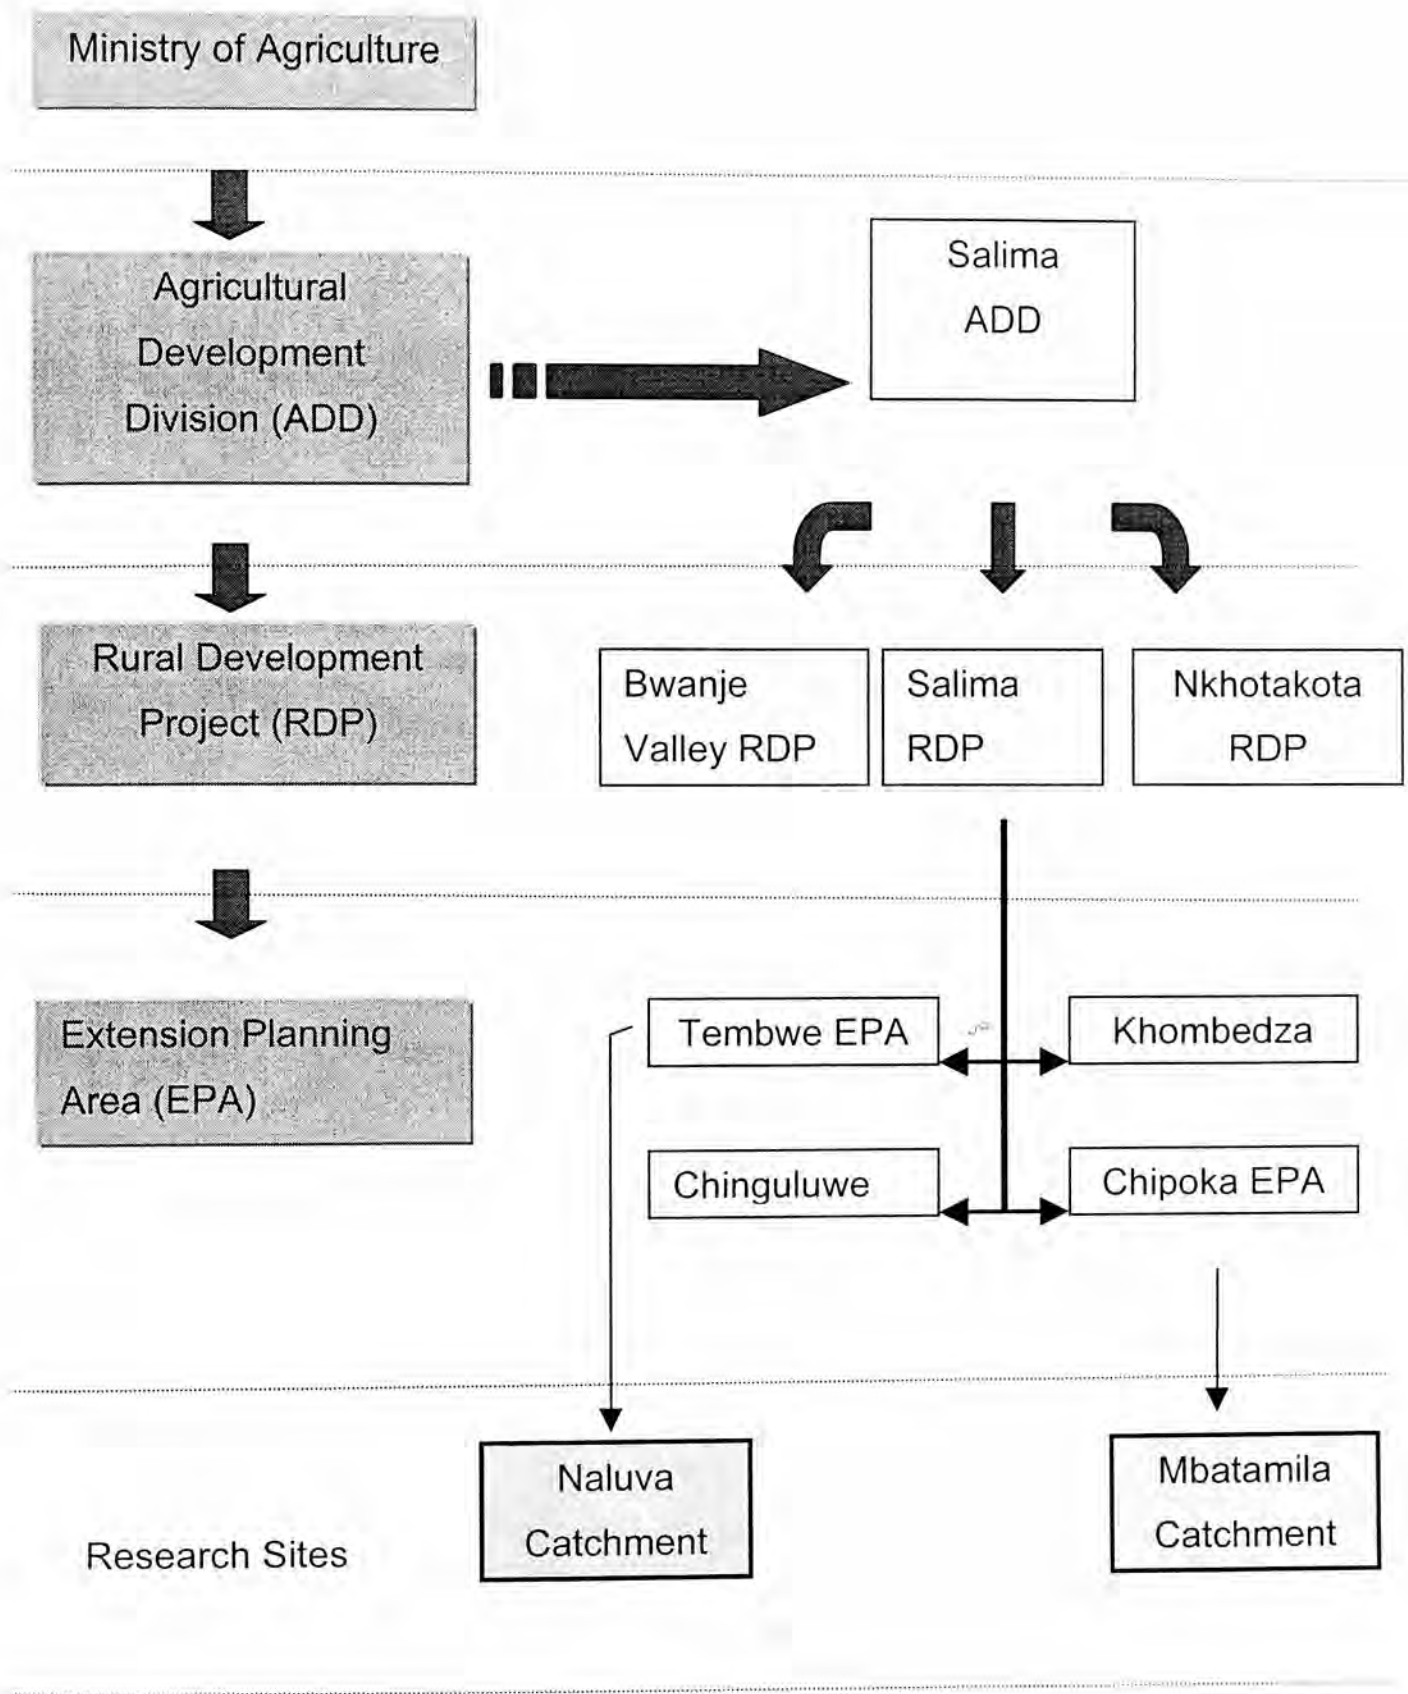 Ministry of Agriculture
Agricultural
Development
Division (ADD)
Salima
ADD
Rural Development
Project (RDP)
Bwanje
Valley RDP
Salima
RDP
Nkhotakota
RDP
Extension Planning
Area (EPA)
Tembwe EPA
Khombedza
Chinguluwe
Chipoka EPA
Research Sites
Naluva
Catchment
Mbatamila
Catchment